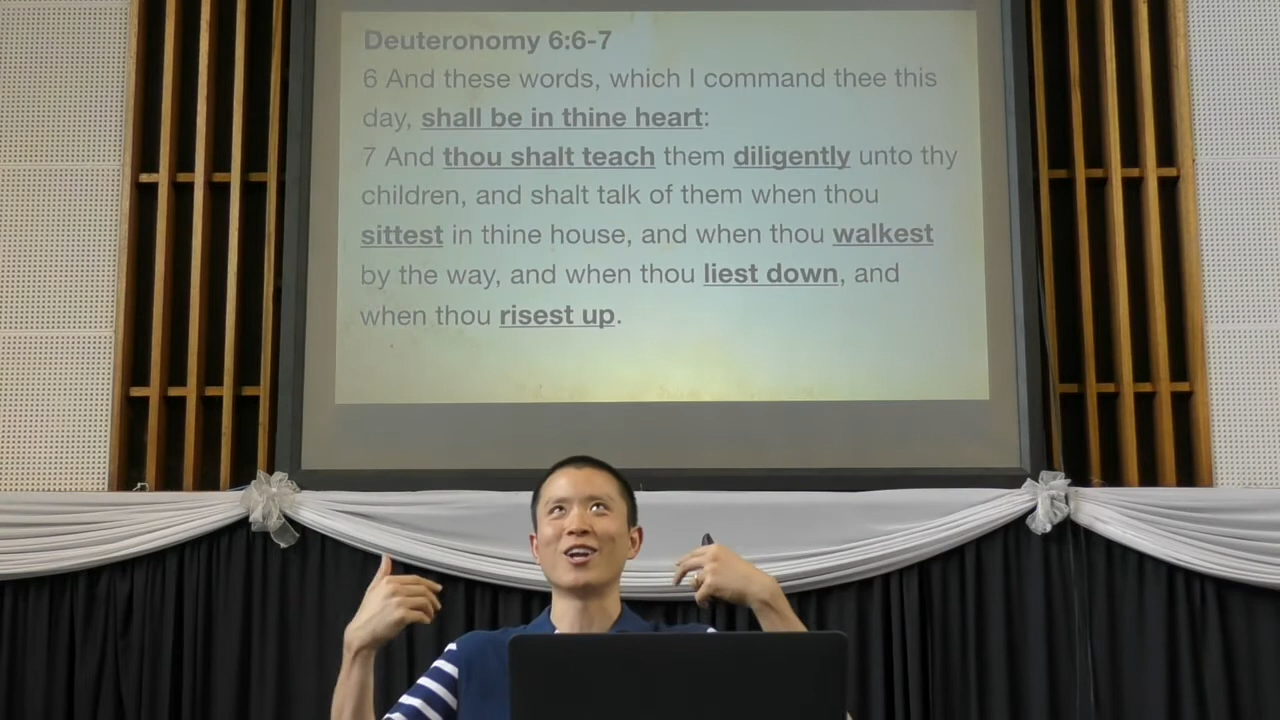 Deuteronomy 6:6-7
6 And these words, which I command thee this
day, shall be in thine heart:
7 And thou shalt teach them diligently unto thy
children, and shalt talk of them when thou
sittest in thine house, and when thou walkest
by the way, and when thou liest down, and
when thou risest up.